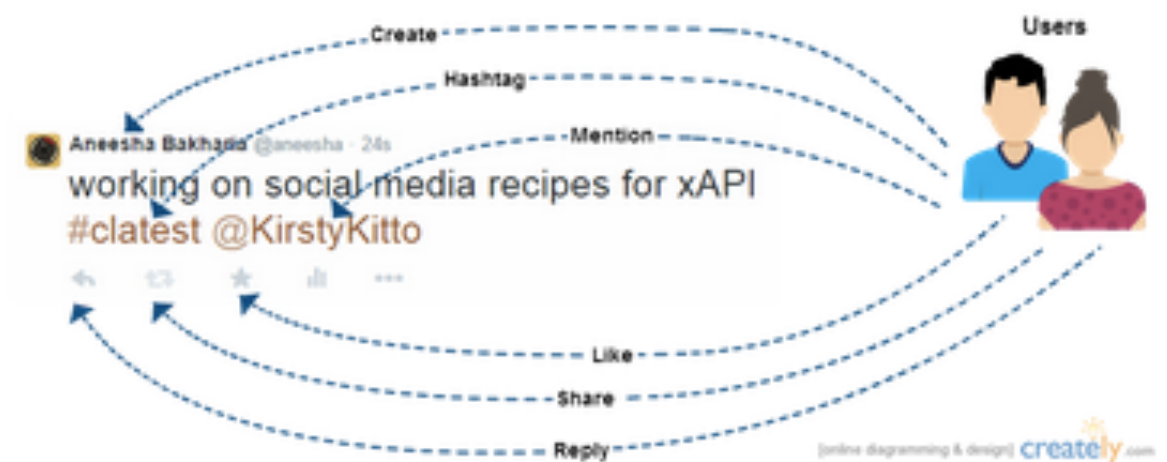 Users
Create
Hashtag
Mention
Aneesha Bakharia @aneesha · 24s
working on social media recipes for xAPI
#clatest @KirstyKitto
Like
Share
Reply
[online diagramming & design] creately.com